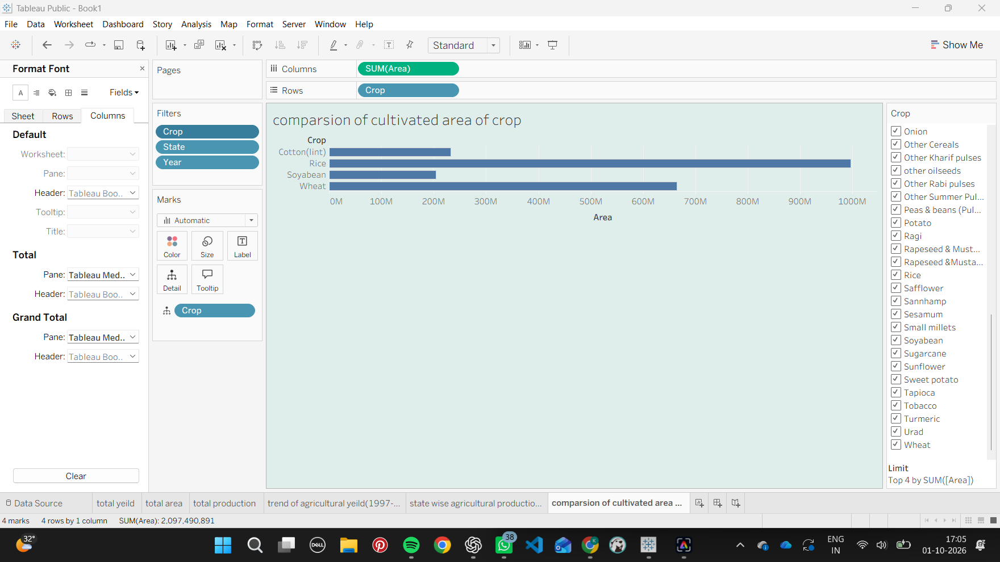 Tableau Public - Book1
File Data Worksheet Dashboard Story Analysis Map Format Server Window Help
Standard
Show Me
Format Font
Fields
Sheet Rows Columns
Default
Worksheet:
Pane:
Header: Tableau Boo..
Tooltip:
Title:
Total
Pane: Tableau Med..
Header: Tableau Boo..
Grand Total
Pane: Tableau Med..
Header: Tableau Boo..
Clear
Pages
Filters
Crop
State
Year
Marks
Automatic
Color Size Label
Detail Tooltip
Crop
Columns SUM(Area)
Rows Crop
comparsion of cultivated area of crop
Crop
Cotton(lint)
Rice
Soyabean
Wheat
0M 100M 200M 300M 400M 500M 600M 700M 800M 900M 1000M
Area
Crop
Onion
Other Cereals
Other Kharif pulses
other oilseeds
Other Rabi pulses
Other Summer Pul...
Peas & beans (Pul...
Potato
Ragi
Rapeseed & Must...
Rapeseed &Musta...
Rice
Safflower
Sannhamp
Sesamum
Small millets
Soyabean
Sugarcane
Sunflower
Sweet potato
Tapioca
Tobacco
Turmeric
Urad
Wheat
Limit
Top 4 by SUM([Area])
Data Source total yeild total area total production trend of agricultural yeild(1997-... state wise agricultural productio... comparsion of cultivated area ...
4 marks 4 rows by 1 column SUM(Area): 2,097,490,891
32°
DELL
38
K
ENG
IN
17:05
01-10-2026